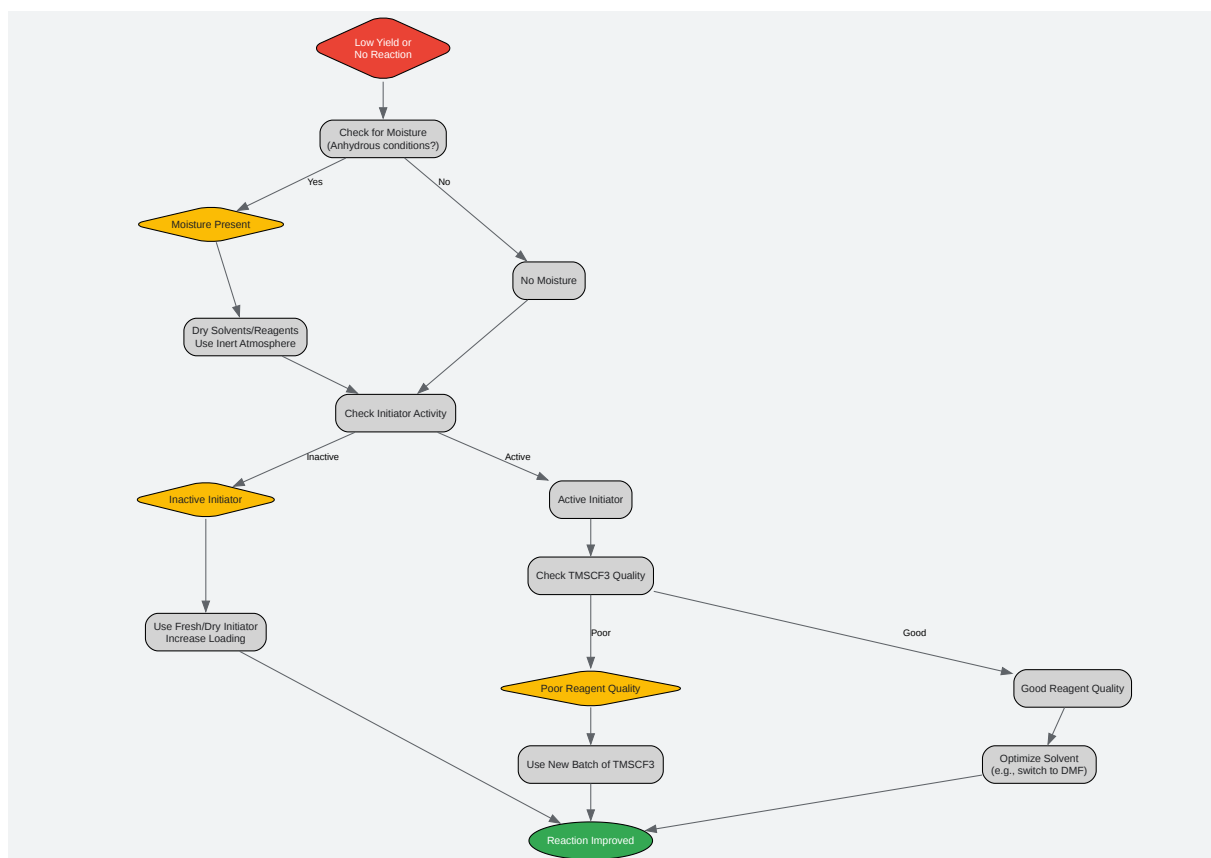 Low Yield or
No Reaction
Check for Moisture
(Anhydrous conditions?)
Yes
No
Moisture Present
No Moisture
Dry Solvents/Reagents
Use Inert Atmosphere
Check Initiator Activity
Inactive
Active
Inactive Initiator
Active Initiator
Check TMSCF3 Quality
Use Fresh/Dry Initiator
Increase Loading
Poor
Good
Poor Reagent Quality
Good Reagent Quality
Use New Batch of TMSCF3
Optimize Solvent
(e.g., switch to DMF)
Reaction Improved